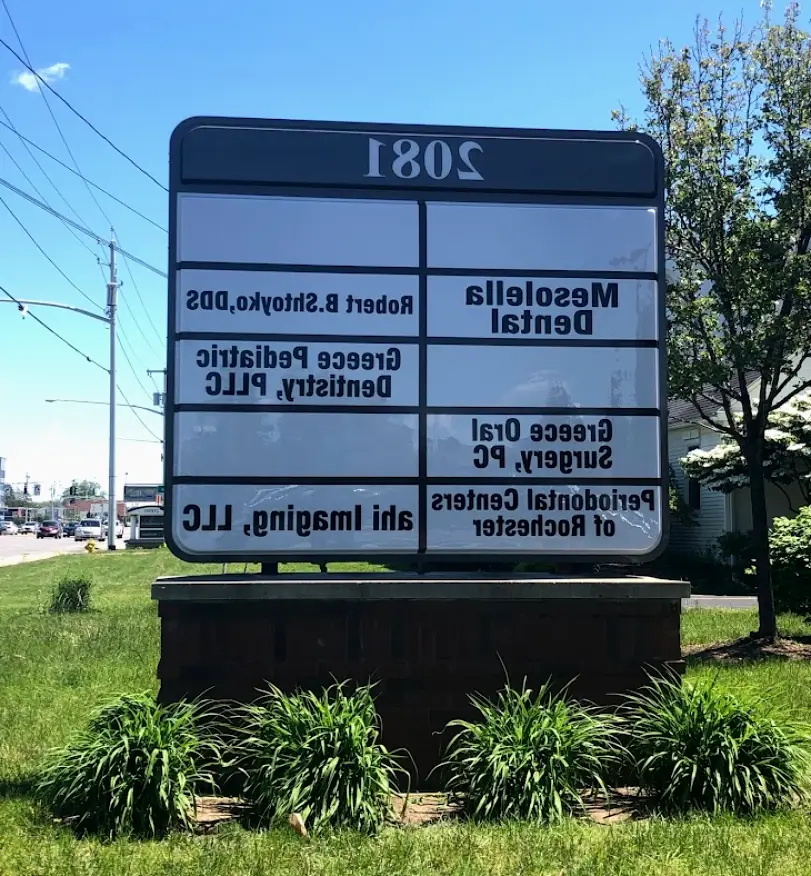 2081
Mesolella
Dental
Robert B.Shtoyko,DDS
Greece Pediatric
Dentistry, PLLC
Greece Oral
Surgery, PC
Periodontal Centers
of Rochester
ahi Imaging, LLC